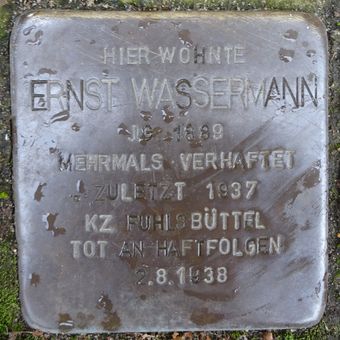 HIER WOHNTE
ERNST WASSERMANN
JG. 1889
MEHRMALS VERHAFTET
ZULETZT 1937
KZ FUHLSBÜTTEL
TOT AN HAFTFOLGEN
2.8.1938